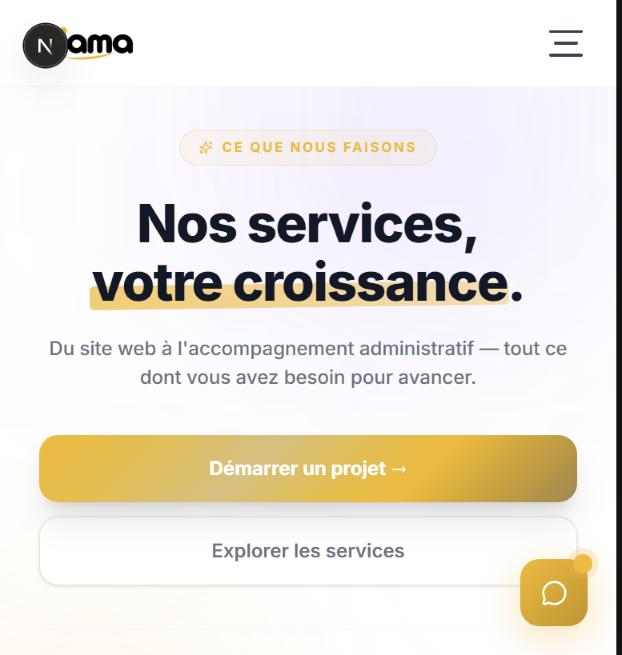 N
ama
CE QUE NOUS FAISONS
Nos services,
votre croissance.
Du site web à l'accompagnement administratif — tout ce
dont vous avez besoin pour avancer.
Démarrer un projet →
Explorer les services